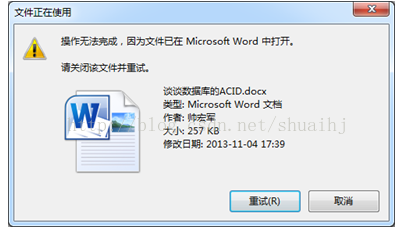 文件正在使用
操作无法完成，因为文件已在 Microsoft Word 中打开。
请关闭该文件并重试。
谈谈数据库的ACID.docx
类型: Microsoft Word 文档
作者: 帅宏军
大小: 257 KB
修改日期: 2013-11-04 17:39
http://blog.csdn.net/shuaihj
重试(R)
取消